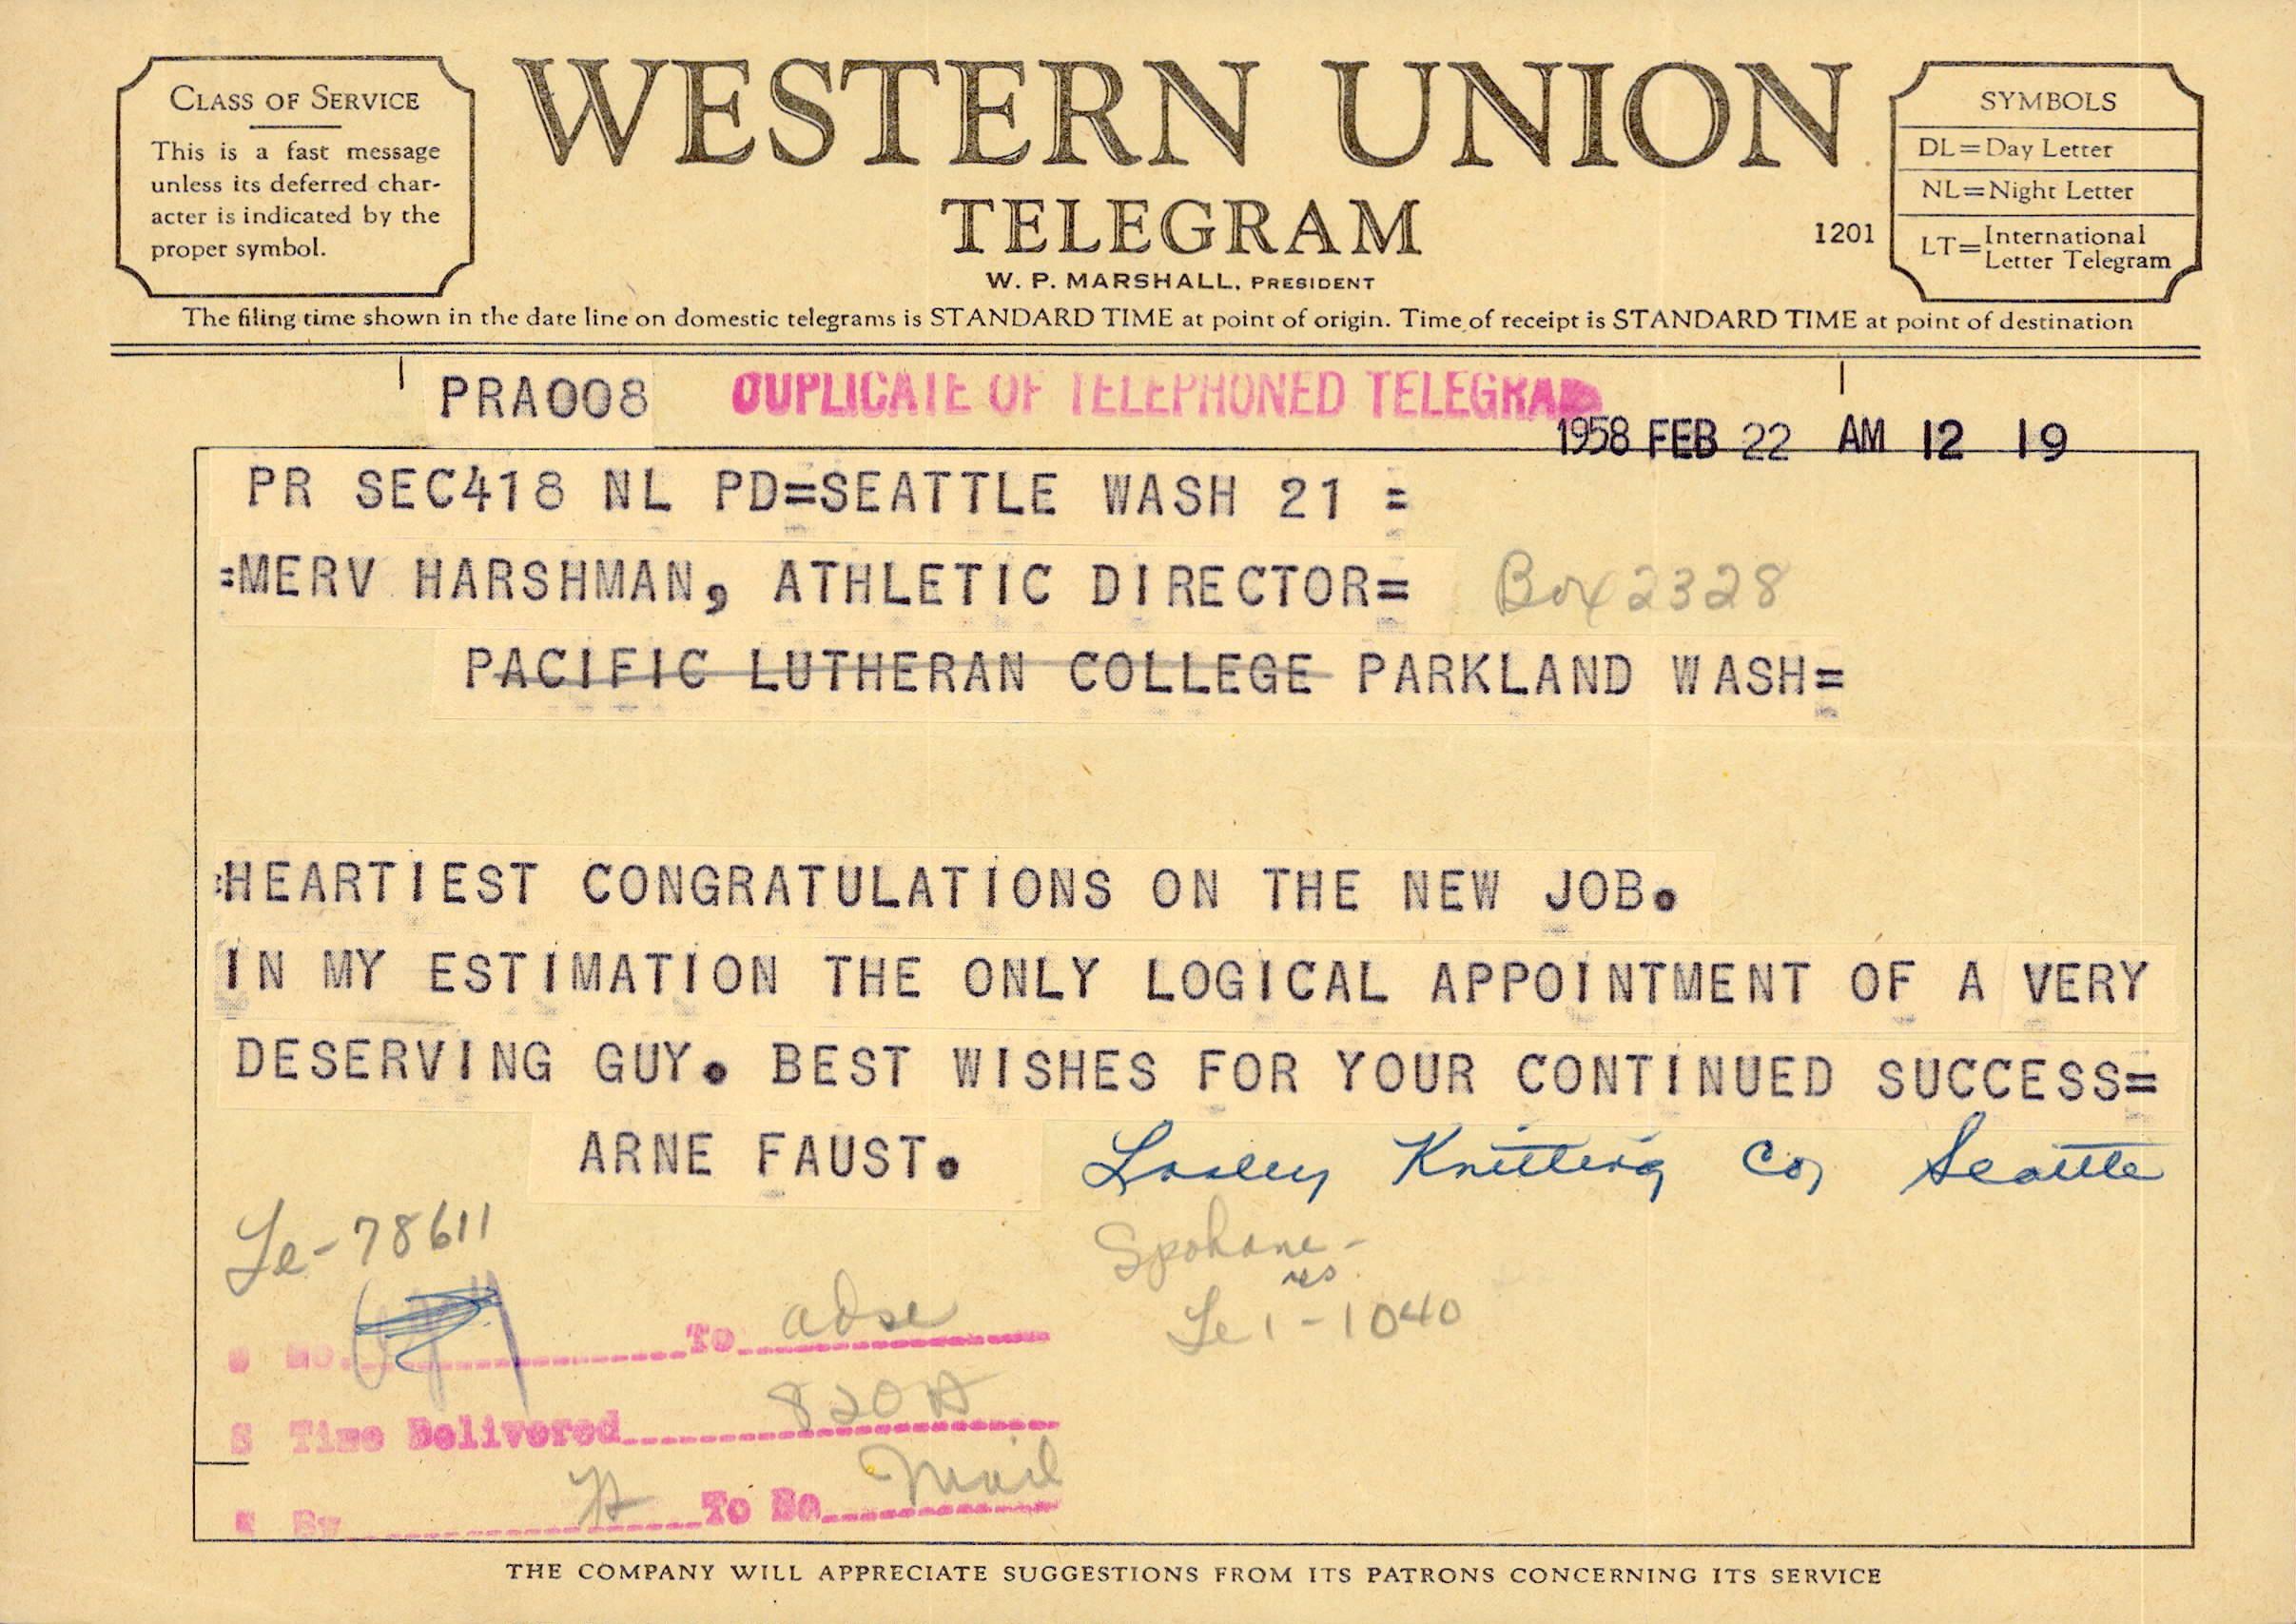 CLASS OF SERVICE
This is a fast message
unless its deferred char-
acter is indicated by the
proper symbol.
WESTERN UNION
TELEGRAM
W. P. MARSHALL, PRESIDENT
1201
SYMBOLS
DL=Day Letter
NL=Night Letter
LT=International
Letter Telegram
The filing time shown in the date line on domestic telegrams is STANDARD TIME at point of origin. Time of receipt is STANDARD TIME at point of destination
PRA008
DUPLICATE OF TELEPHONED TELEGRAM
1958 FEB 22 AM 12 19
PR SEC418 NL PD=SEATTLE WASH 21 =
=MERV HARSHMAN, ATHLETIC DIRECTOR= Box 2328
PACIFIC LUTHERAN COLLEGE PARKLAND WASH=
:HEARTIEST CONGRATULATIONS ON THE NEW JOB.
IN MY ESTIMATION THE ONLY LOGICAL APPOINTMENT OF A VERY
DESERVING GUY. BEST WISHES FOR YOUR CONTINUED SUCCESS=
ARNE FAUST. Knitting Co, Seattle
Le-78611
Spokane-
res
Le 1-1040
To
Time Delivered 820A
By To Be Mail
THE COMPANY WILL APPRECIATE SUGGESTIONS FROM ITS PATRONS CONCERNING ITS SERVICE